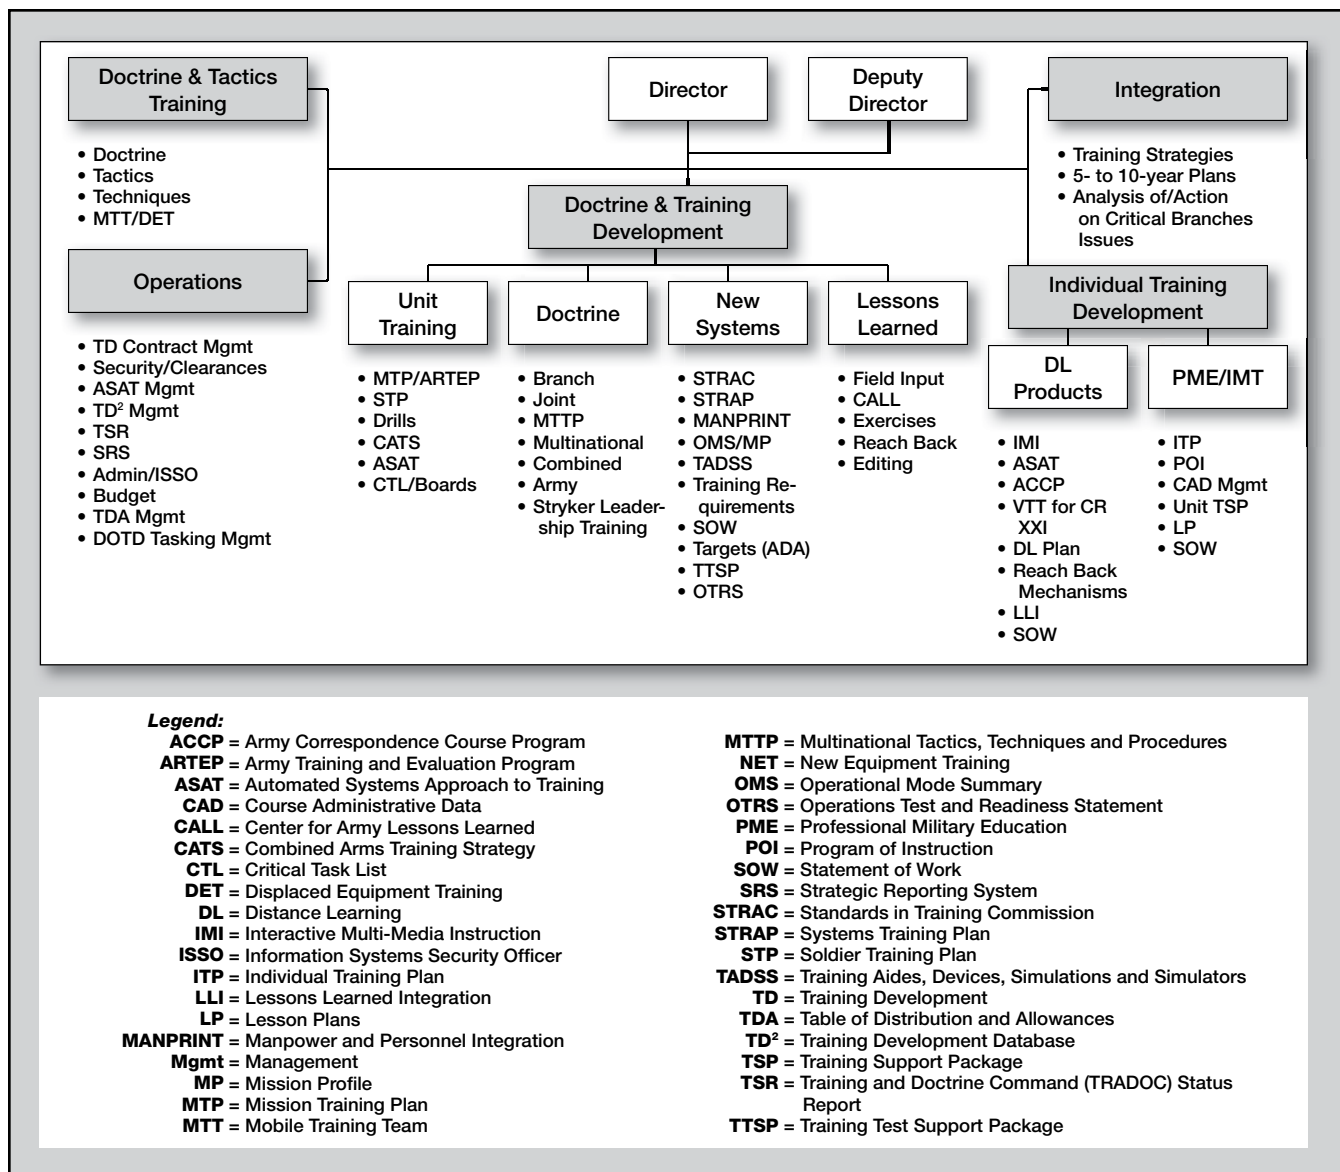 Doctrine & Tactics
Training
Director
Deputy
Director
Integration
• Doctrine
• Tactics
• Techniques
• MTT/DET
• Training Strategies
• 5- to 10-year Plans
• Analysis of/Action
on Critical Branches
Issues
Doctrine & Training
Development
Operations
• TD Contract Mgmt
• Security/Clearances
• ASAT Mgmt
• TD² Mgmt
• TSR
• SRS
• Admin/ISSO
• Budget
• TDA Mgmt
• DOTD Tasking Mgmt
Unit
Training
• MTP/ARTEP
• STP
• Drills
• CATS
• ASAT
• CTL/Boards
Doctrine
• Branch
• Joint
• MTTP
• Multinational
• Combined
• Army
• Stryker Leader-
ship Training
New
Systems
• STRAC
• STRAP
• MANPRINT
• OMS/MP
• TADSS
• Training Re-
quirements
• SOW
• Targets (ADA)
• TTSP
• OTRS
Lessons
Learned
• Field Input
• CALL
• Exercises
• Reach Back
• Editing
Individual Training
Development
DL
Products
• IMI
• ASAT
• ACCP
• VTT for CR
XXI
• DL Plan
• Reach Back
Mechanisms
• LLI
• SOW
PME/IMT
• ITP
• POI
• CAD Mgmt
• Unit TSP
• LP
• SOW
Legend:
ACCP = Army Correspondence Course Program
ARTEP = Army Training and Evaluation Program
ASAT = Automated Systems Approach to Training
CAD = Course Administrative Data
CALL = Center for Army Lessons Learned
CATS = Combined Arms Training Strategy
CTL = Critical Task List
DET = Displaced Equipment Training
DL = Distance Learning
IMI = Interactive Multi-Media Instruction
ISSO = Information Systems Security Officer
ITP = Individual Training Plan
LLI = Lessons Learned Integration
LP = Lesson Plans
MANPRINT = Manpower and Personnel Integration
Mgmt = Management
MP = Mission Profile
MTP = Mission Training Plan
MTT = Mobile Training Team
MTTP = Multinational Tactics, Techniques and Procedures
NET = New Equipment Training
OMS = Operational Mode Summary
OTRS = Operations Test and Readiness Statement
PME = Professional Military Education
POI = Program of Instruction
SOW = Statement of Work
SRS = Strategic Reporting System
STRAC = Standards in Training Commission
STRAP = Systems Training Plan
STP = Soldier Training Plan
TADSS = Training Aides, Devices, Simulations and Simulators
TD = Training Development
TDA = Table of Distribution and Allowances
TD² = Training Development Database
TSP = Training Support Package
TSR = Training and Doctrine Command (TRADOC) Status
Report
TTSP = Training Test Support Package